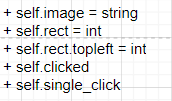 + self.image = string
+ self.rect = int
+ self.rect.topleft = int
+ self.clicked
+ self.single_click